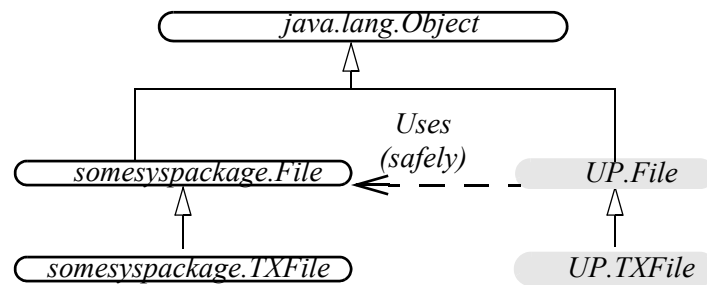 java.lang.Object
Uses
(safely)
somesyspackage.File
UP.File
somesyspackage.TXFile
UP.TXFile